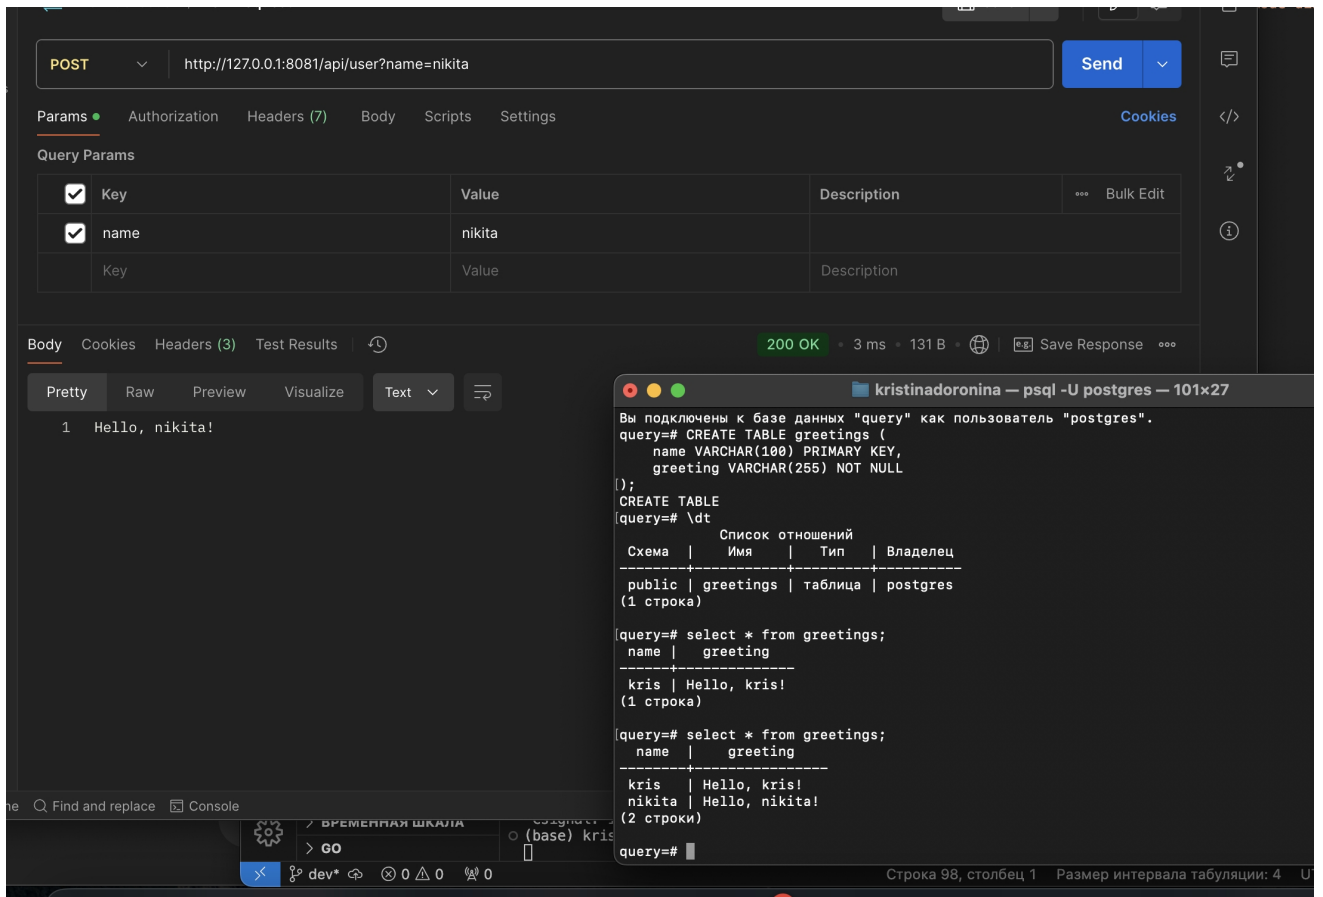 POST http://127.0.0.1:8081/api/user?name=nikita Send
Params Authorization Headers (7) Body Scripts Settings Cookies
Query Params
Key Value Description Bulk Edit
name nikita
Key Value Description
Body Cookies Headers (3) Test Results 200 OK 3 ms 131 B e.g. Save Response
Pretty Raw Preview Visualize Text
1 Hello, nikita!
kristinadoronina — psql -U postgres — 101×27
Вы подключены к базе данных "query" как пользователь "postgres".
query=# CREATE TABLE greetings (
name VARCHAR(100) PRIMARY KEY,
greeting VARCHAR(255) NOT NULL
[);
CREATE TABLE
[query=# \dt
Список отношений
Схема | Имя | Тип | Владелец
--------+-----------+---------+----------
public | greetings | таблица | postgres
(1 строка)
[query=# select * from greetings;
name | greeting
------+--------------
kris | Hello, kris!
(1 строка)
[query=# select * from greetings;
name | greeting
--------+----------------
kris | Hello, kris!
nikita | Hello, nikita!
(2 строки)
query=#
Find and replace Console
ВРЕМЕННАЯ ШКАЛА
(base) kris
GO
dev* 0 0 0 Строка 98, столбец 1 Размер интервала табуляции: 4